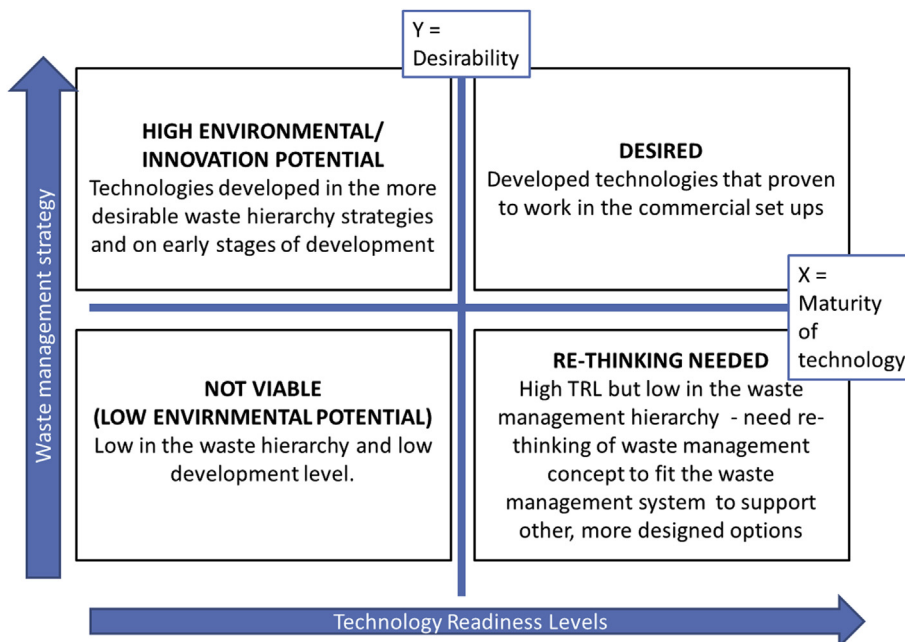 Y =
Desirability
HIGH ENVIRONMENTAL/
INNOVATION POTENTIAL
Technologies developed in the more
desirable waste hierarchy strategies
and on early stages of development
DESIRED
Developed technologies that proven
to work in the commercial set ups
X =
Maturity
of
technology
Waste management strategy
NOT VIABLE
(LOW ENVIRNMENTAL POTENTIAL)
Low in the waste hierarchy and low
development level.
RE-THINKING NEEDED
High TRL but low in the waste
management hierarchy - need re-
thinking of waste management
concept to fit the waste
management system to support
other, more designed options
Technology Readiness Levels